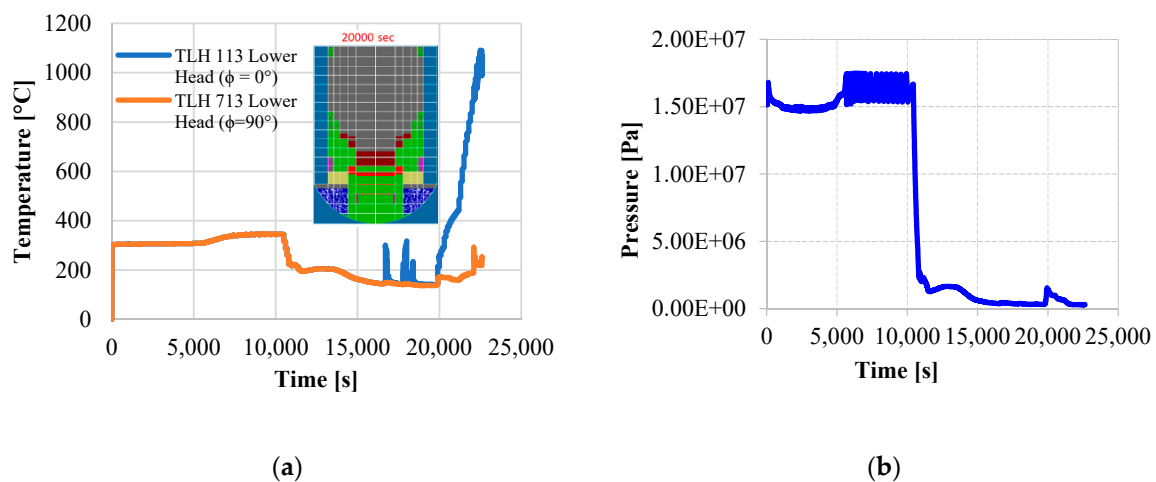 1200
1000
800
600
400
200
0
Temperature [°C]
TLH 113 Lower
Head (ϕ = 0°)
TLH 713 Lower
Head (ϕ=90°)
20000 sec
0
5,000
10,000
15,000
20,000
25,000
Time [s]
(a)
2.00E+07
1.50E+07
1.00E+07
5.00E+06
0.00E+00
Pressure [Pa]
0
5,000
10,000
15,000
20,000
25,000
Time [s]
(b)